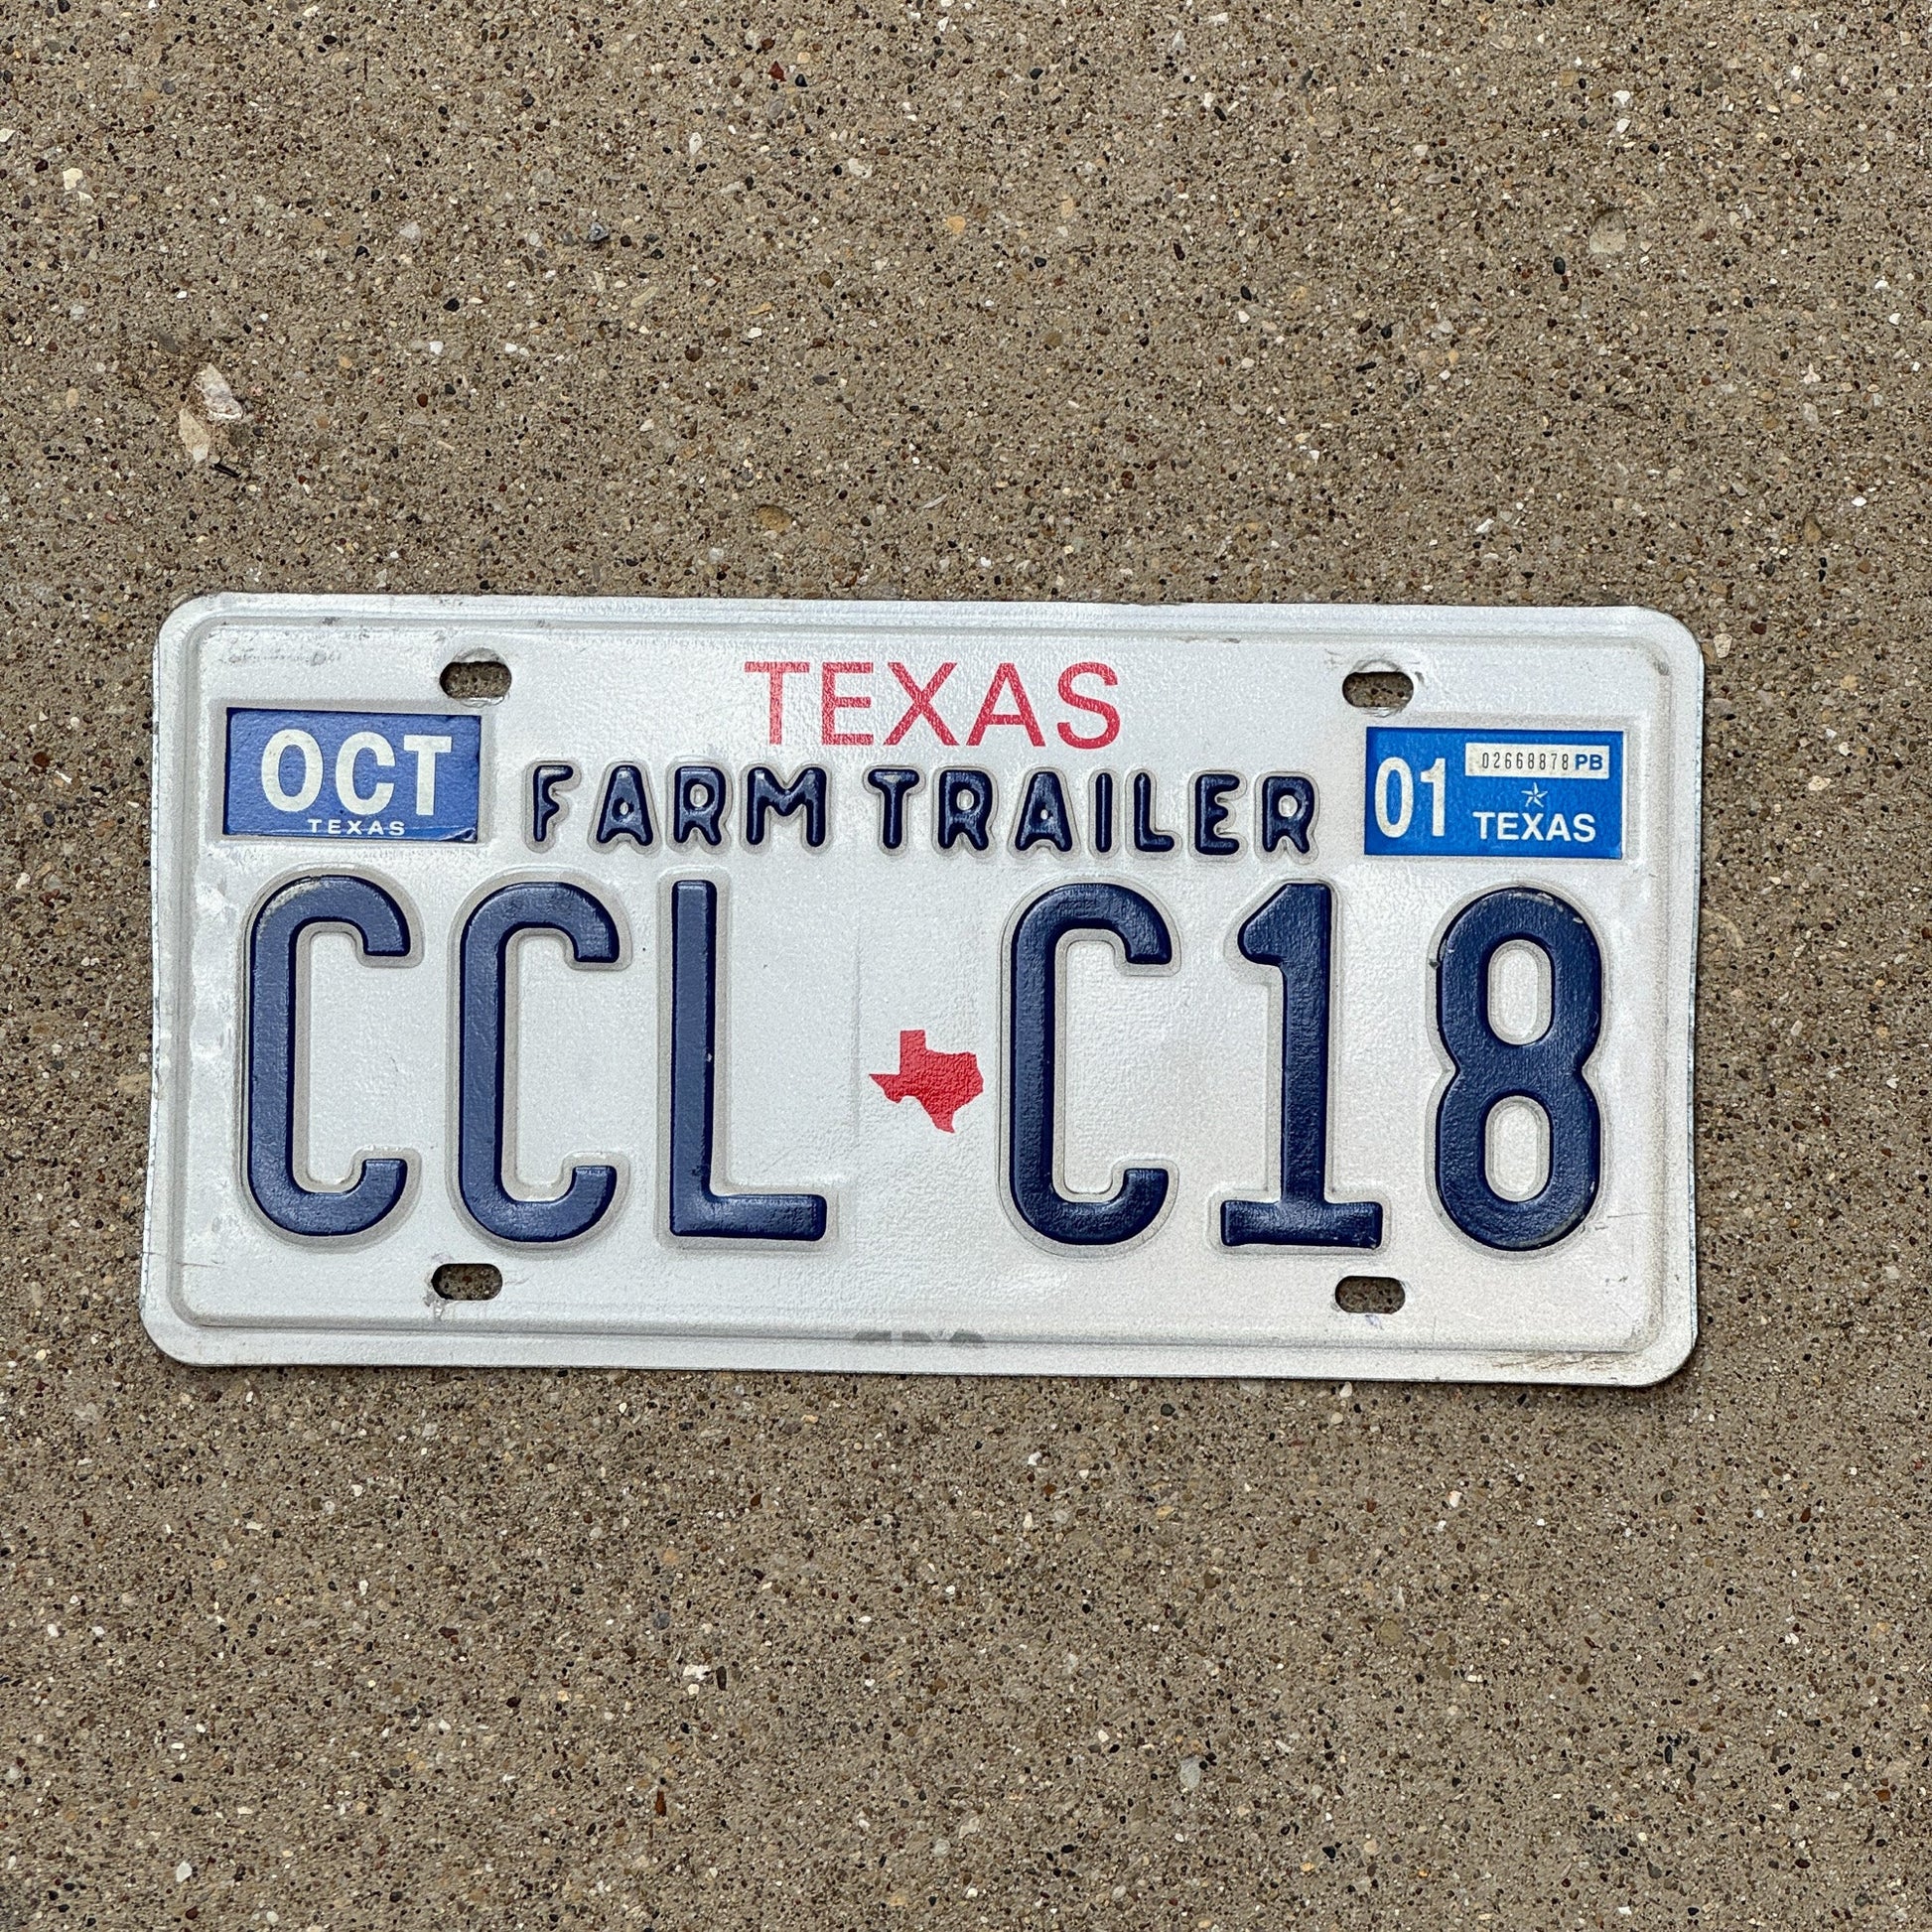 TEXAS
OCT
TEXAS
FARM TRAILER
01
02668878 PB
TEXAS
CCL C18